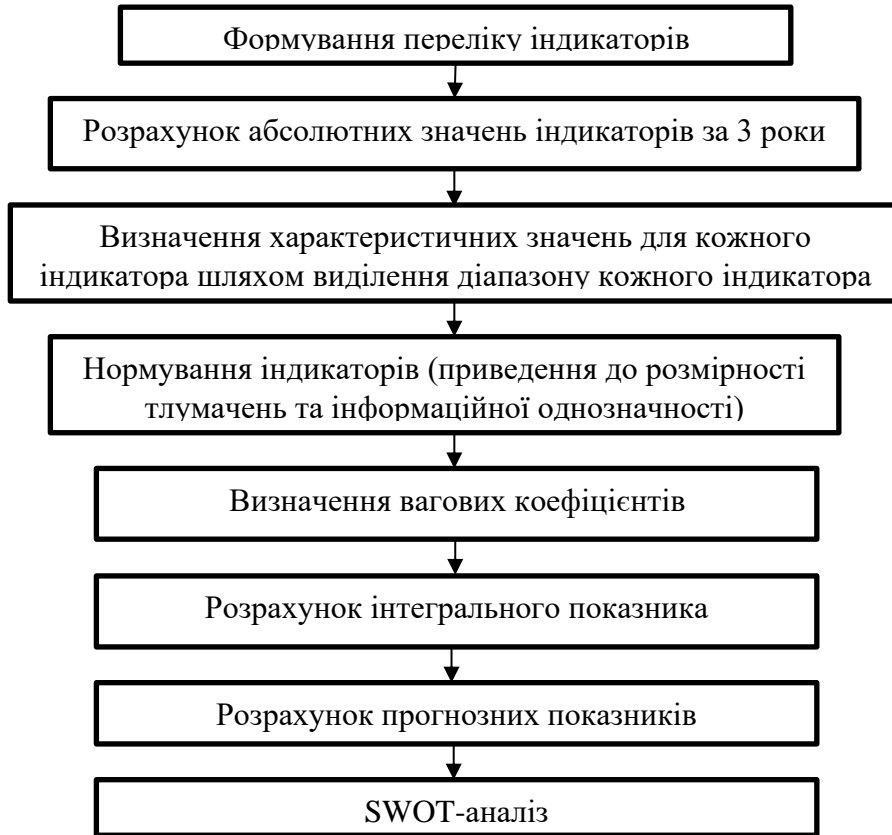 Формування переліку індикаторів
Розрахунок абсолютних значень індикаторів за 3 роки
Визначення характеристичних значень для кожного
індикатора шляхом виділення діапазону кожного індикатора
Нормування індикаторів (приведення до розмірності
тлумачень та інформаційної однозначності)
Визначення вагових коефіцієнтів
Розрахунок інтегрального показника
Розрахунок прогнозних показників
SWOT-аналіз